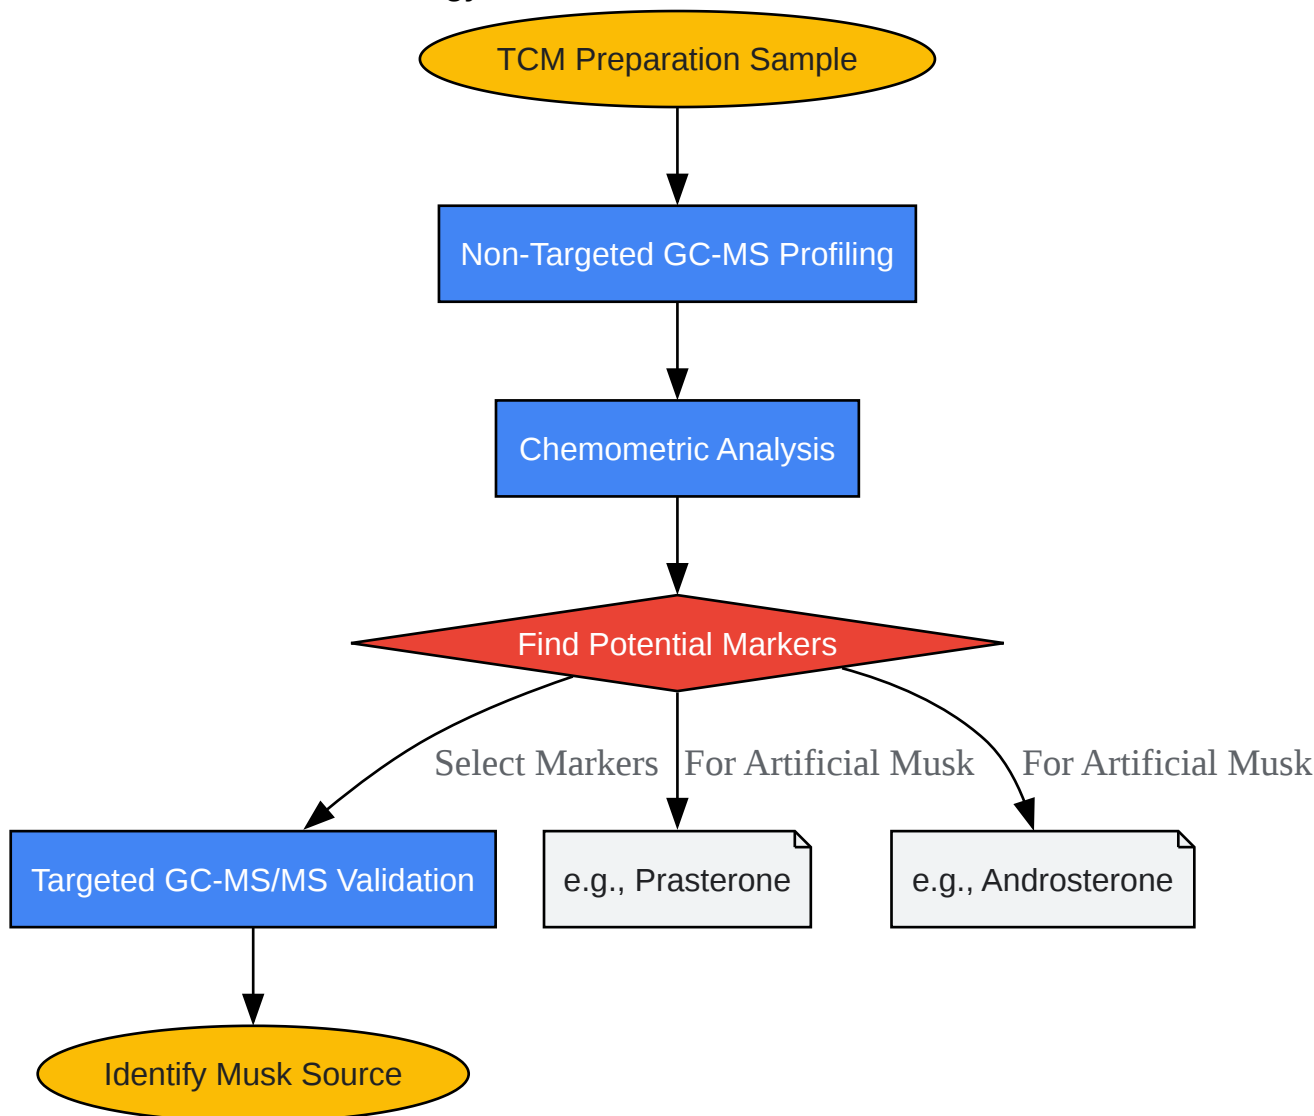 TCM Preparation Sample
Non-Targeted GC-MS Profiling
Chemometric Analysis
Find Potential Markers
Select Markers
For Artificial Musk
For Artificial Musk
Targeted GC-MS/MS Validation
e.g., Prasterone
e.g., Androsterone
Identify Musk Source